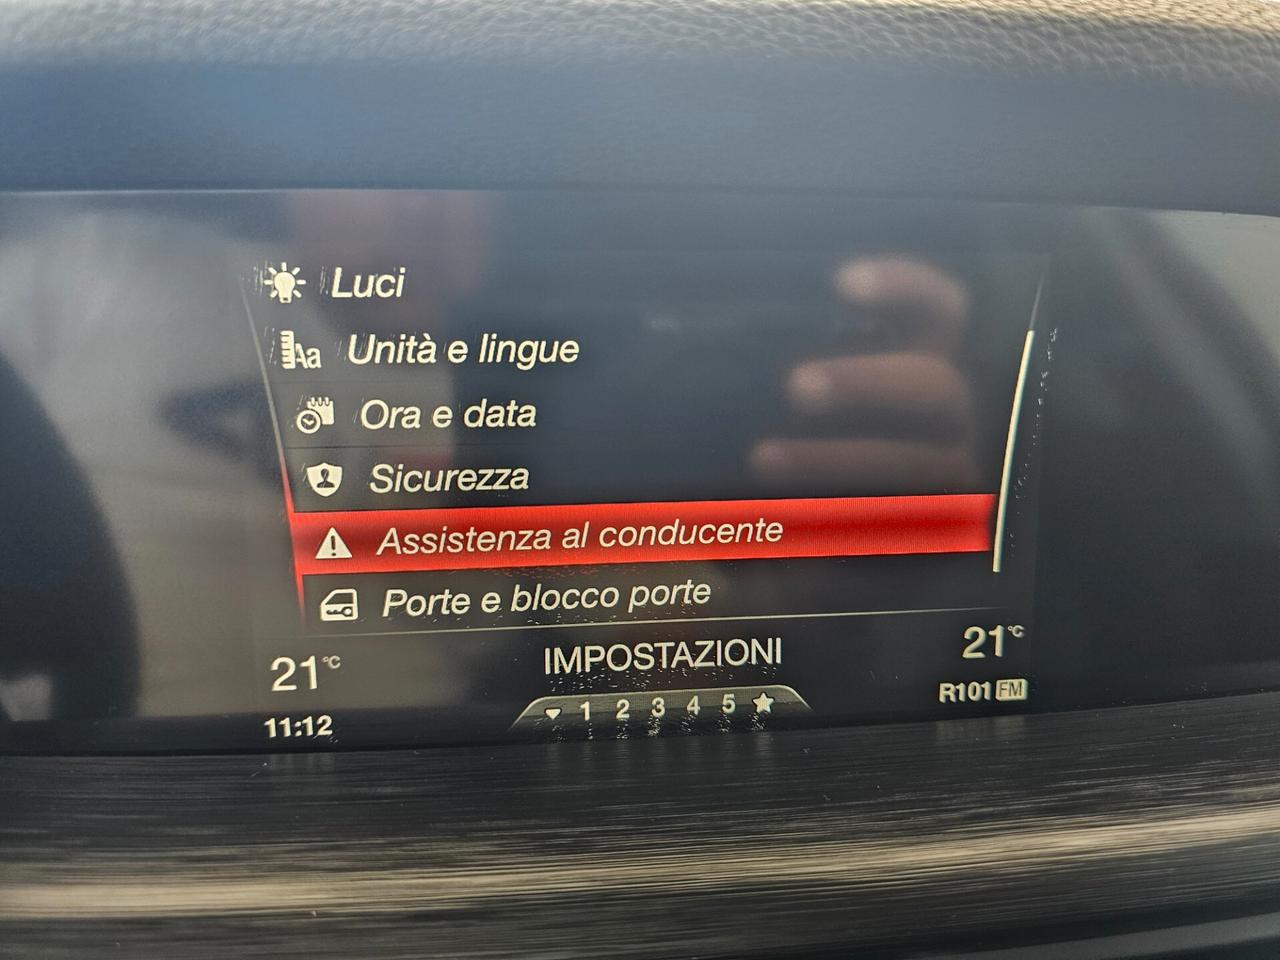 Luci
Aa Unità e lingue
Ora e data
Sicurezza
Assistenza al conducente
Porte e blocco porte
21°C IMPOSTAZIONI 21°C
11:12 1 2 3 4 5 R101 FM